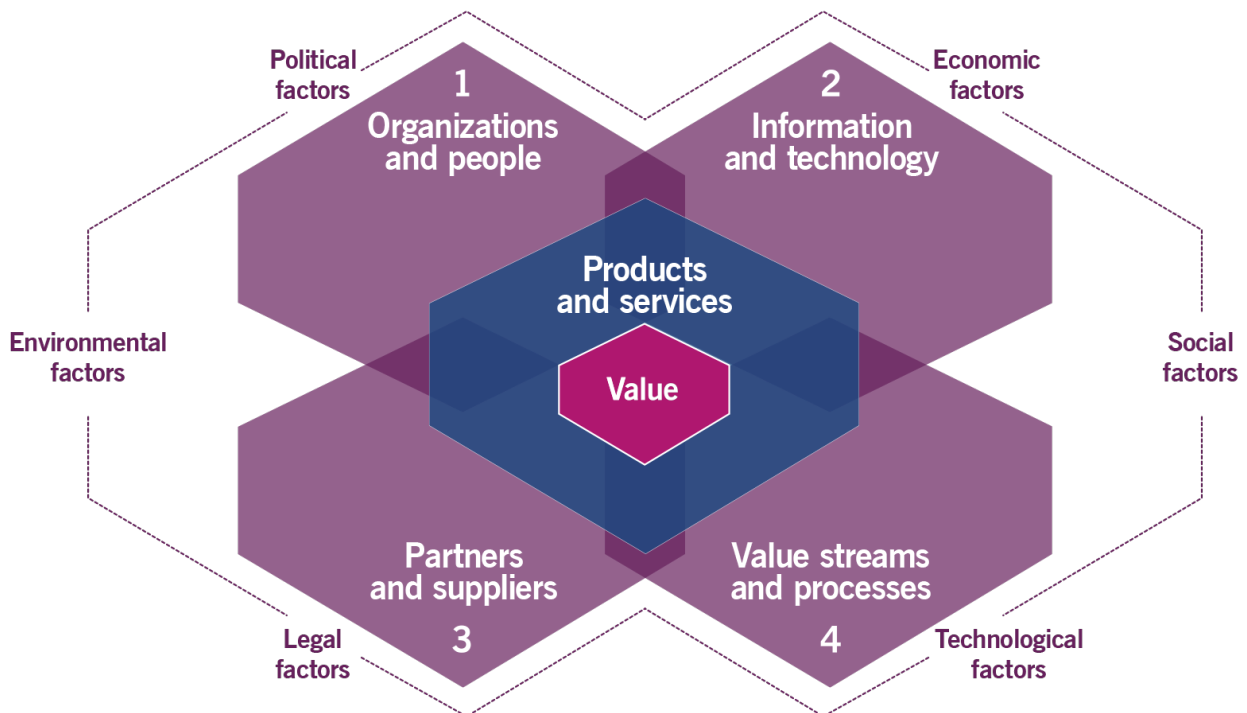 Political
factors
1
Organizations
and people
2
Information
and technology
Economic
factors
Products
and services
Environmental
factors
Value
Social
factors
Partners
and suppliers
3
Value streams
and processes
4
Legal
factors
Technological
factors